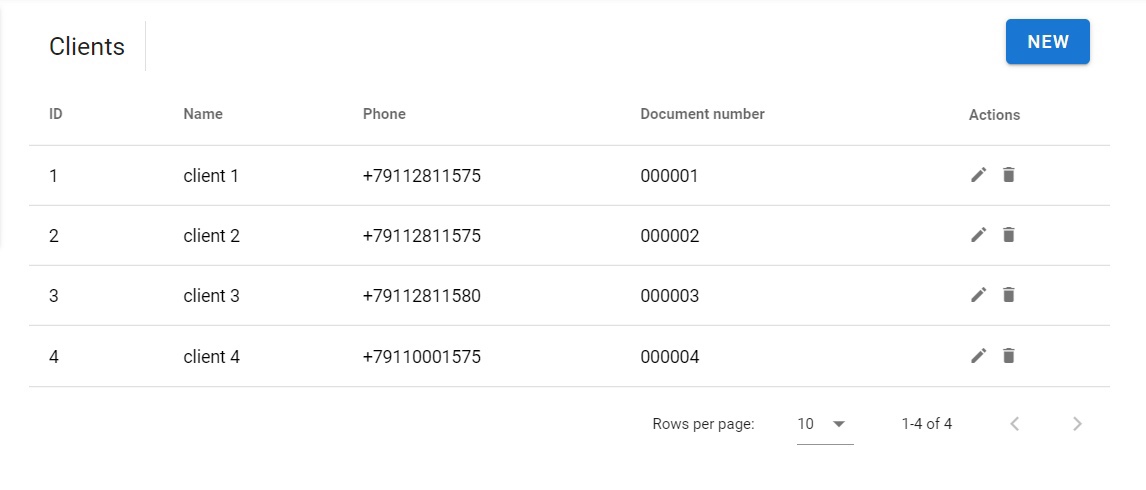 Clients NEW
ID Name Phone Document number Actions
1 client 1 +79112811575 000001
2 client 2 +79112811575 000002
3 client 3 +79112811580 000003
4 client 4 +79110001575 000004
Rows per page: 10 1-4 of 4